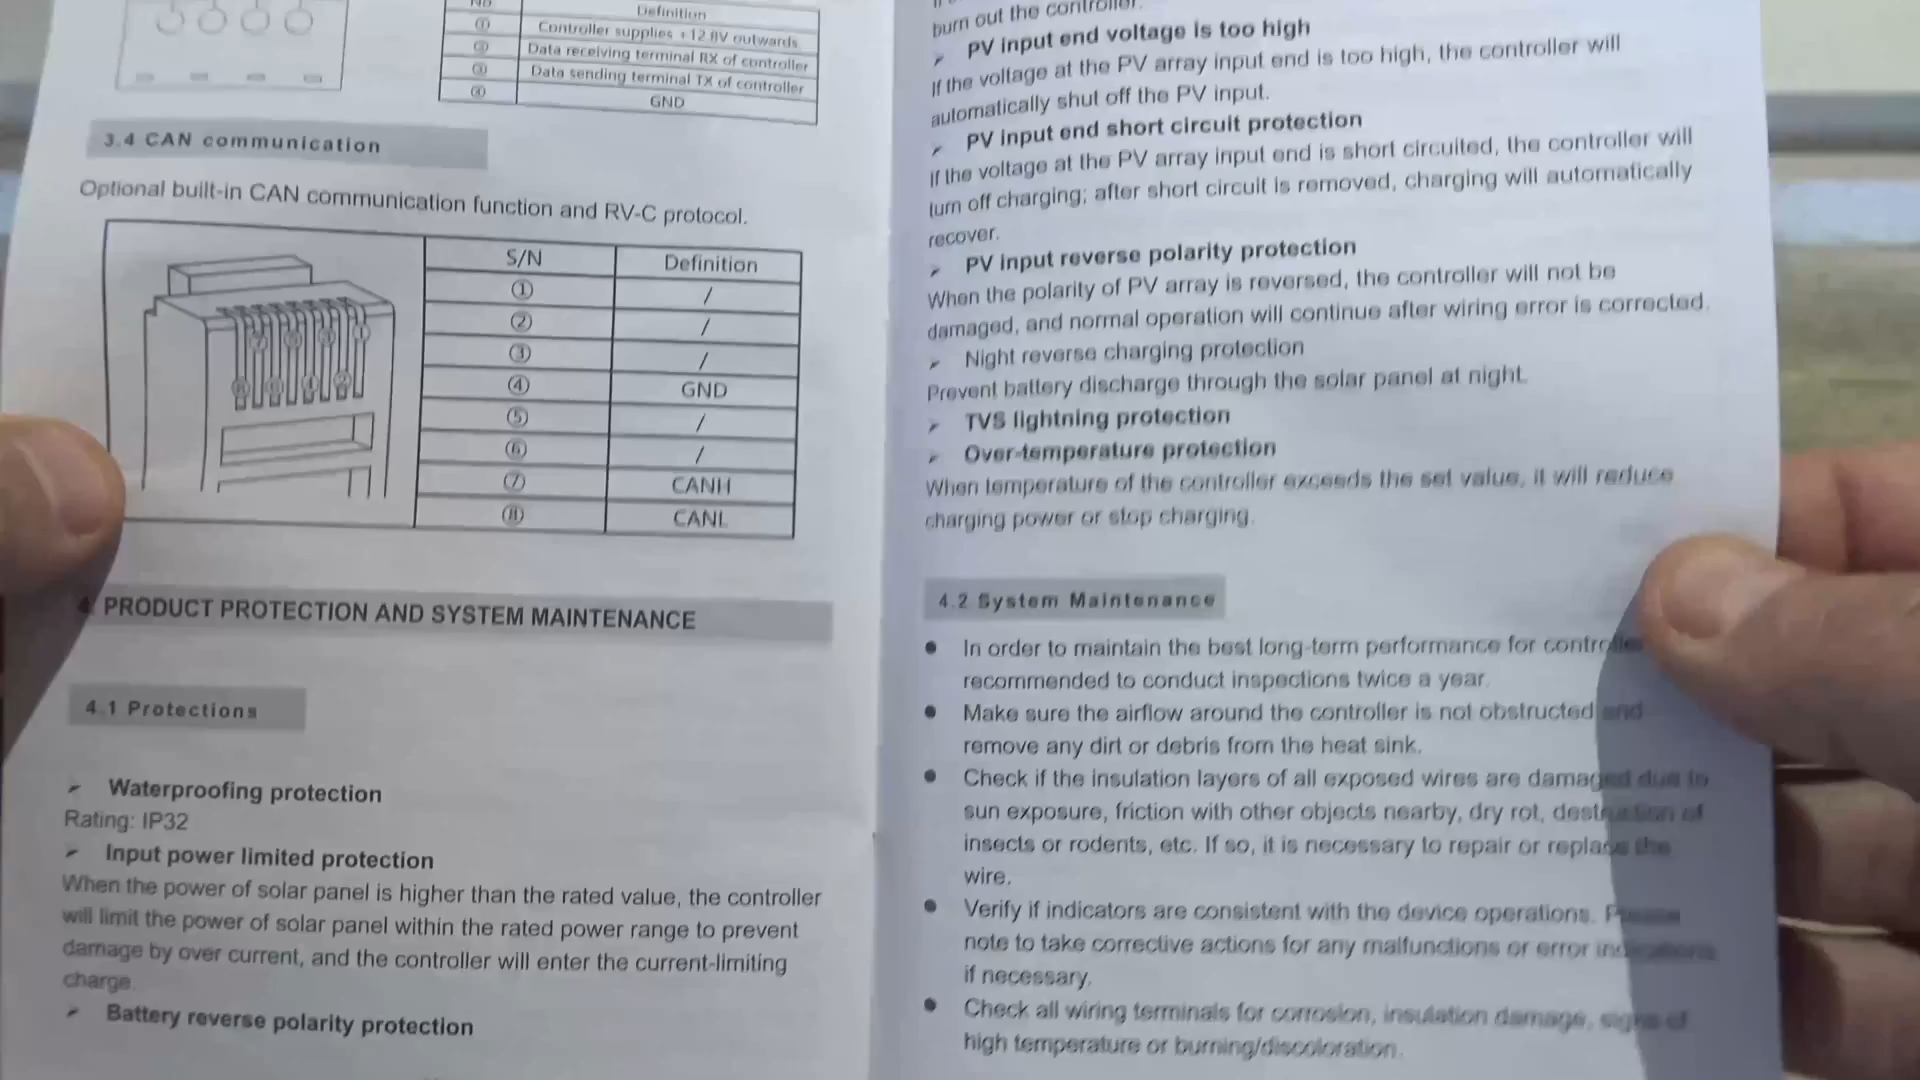 No
Definition
①
Controller supplies +12.8V outwards
②
Data receiving terminal RX of controller
③
Data sending terminal TX of controller
④
GND
3.4 CAN communication
Optional built-in CAN communication function and RV-C protocol.
S/N
Definition
①
/
②
/
③
/
④
GND
⑤
/
⑥
/
⑦
CANH
⑧
CANL
PRODUCT PROTECTION AND SYSTEM MAINTENANCE
4.1 Protections
➢ Waterproofing protection
Rating: IP32
➢ Input power limited protection
When the power of solar panel is higher than the rated value, the controller
will limit the power of solar panel within the rated power range to prevent
damage by over current, and the controller will enter the current-limiting
charge.
➢ Battery reverse polarity protection
burn out the controller.
➢ PV input end voltage is too high
If the voltage at the PV array input end is too high, the controller will
automatically shut off the PV input.
➢ PV input end short circuit protection
If the voltage at the PV array input end is short circuited, the controller will
turn off charging; after short circuit is removed, charging will automatically
recover.
➢ PV input reverse polarity protection
When the polarity of PV array is reversed, the controller will not be
damaged, and normal operation will continue after wiring error is corrected.
➢ Night reverse charging protection
Prevent battery discharge through the solar panel at night.
➢ TVS lightning protection
➢ Over-temperature protection
When temperature of the controller exceeds the set value, it will reduce
charging power or stop charging.
4.2 System Maintenance
● In order to maintain the best long-term performance for controller
recommended to conduct inspections twice a year.
● Make sure the airflow around the controller is not obstructed and
remove any dirt or debris from the heat sink.
● Check if the insulation layers of all exposed wires are damaged due to
sun exposure, friction with other objects nearby, dry rot, destruction of
insects or rodents, etc. If so, it is necessary to repair or replace the
wire.
● Verify if indicators are consistent with the device operations. Please
note to take corrective actions for any malfunctions or error indications
if necessary.
● Check all wiring terminals for corrosion, insulation damage, signs of
high temperature or burning/discoloration.